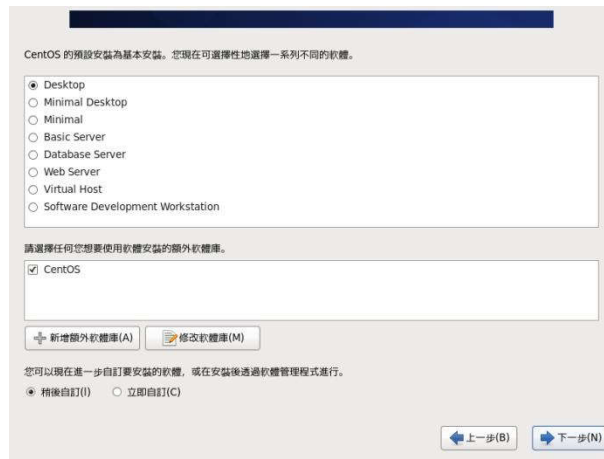 CentOS 的預設安裝為基本安裝。您現在可選擇性地選擇一系列不同的軟體。
Desktop
Minimal Desktop
Minimal
Basic Server
Database Server
Web Server
Virtual Host
Software Development Workstation
請選擇任何您想要使用軟體安裝的額外軟體庫。
CentOS
新增額外軟體庫(A) 修改軟體庫(M)
您可以現在進一步自訂要安裝的軟體，或在安裝後透過軟體管理程式進行。
稍後自訂(l) 立即自訂(C)
上一步(B) 下一步(N)